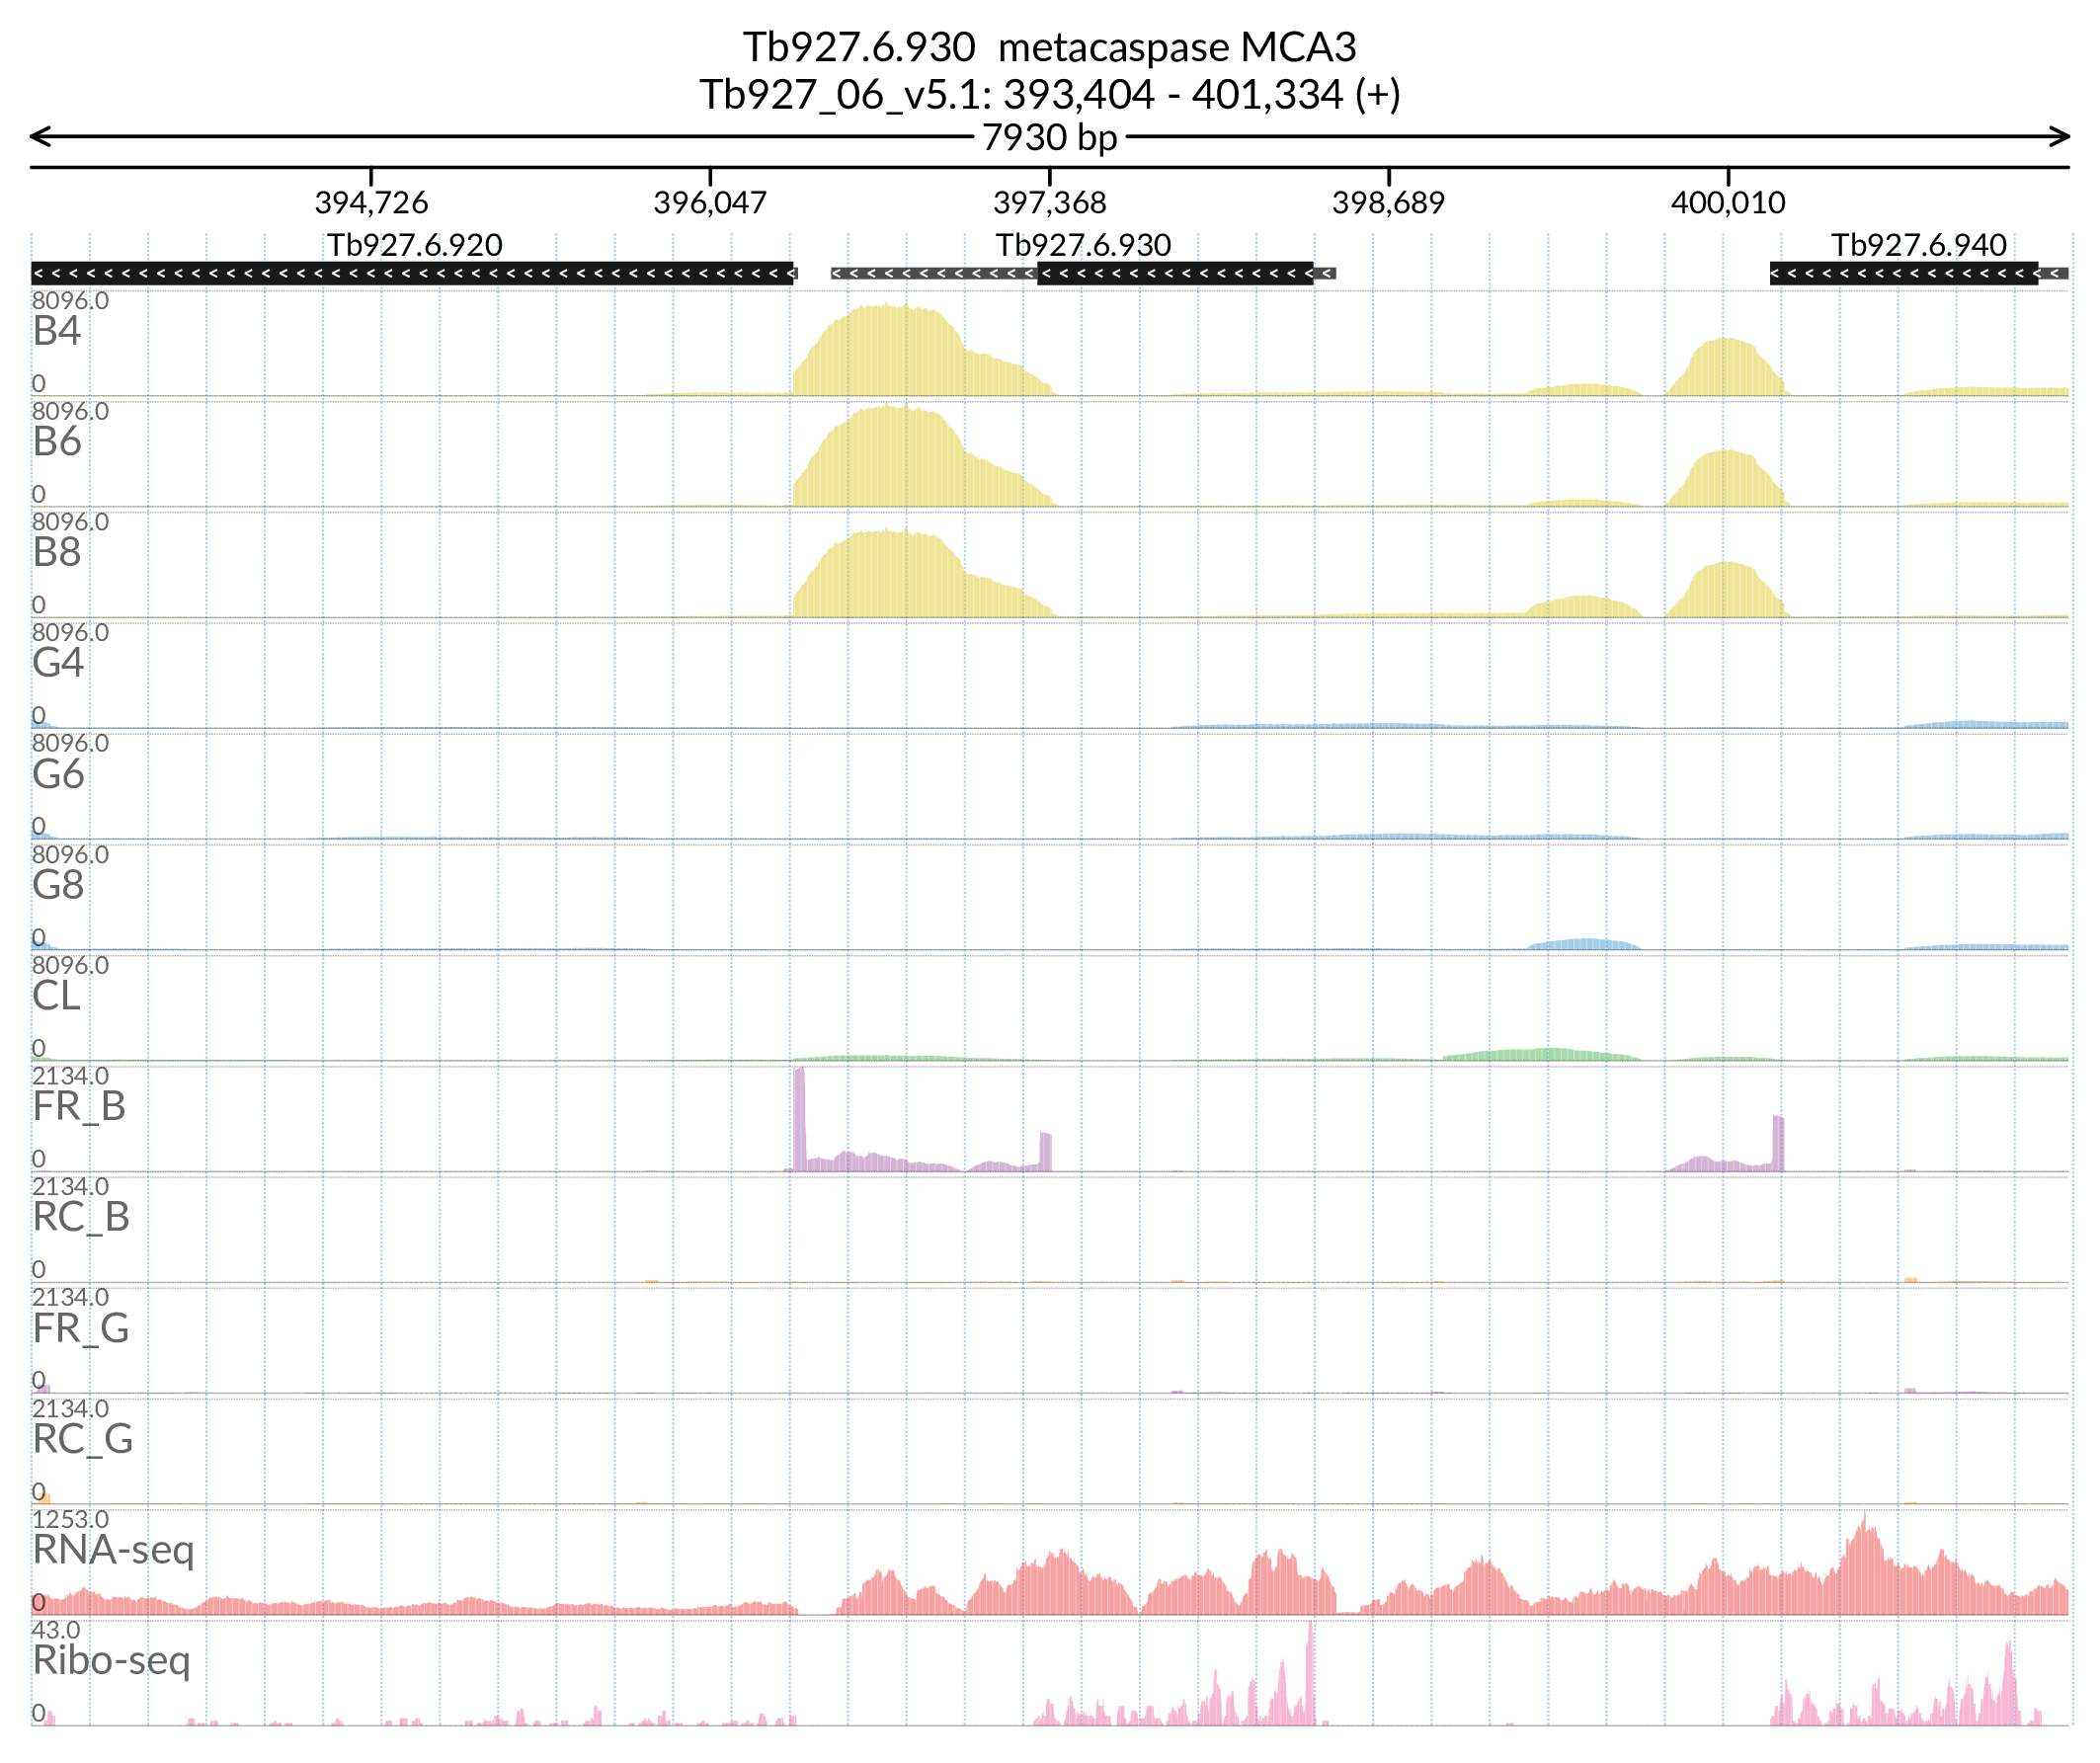 Tb927.6.930  metacaspase MCA3
Tb927_06_v5.1: 393,404 - 401,334 (+)
7930 bp
394,726 396,047 397,368 398,689 400,010
Tb927.6.920 Tb927.6.930 Tb927.6.940
8096.0
B4
0
8096.0
B6
0
8096.0
B8
0
8096.0
G4
0
8096.0
G6
0
8096.0
G8
0
8096.0
CL
0
2134.0
FR_B
0
2134.0
RC_B
0
2134.0
FR_G
0
2134.0
RC_G
0
1253.0
RNA-seq
0
43.0
Ribo-seq
0